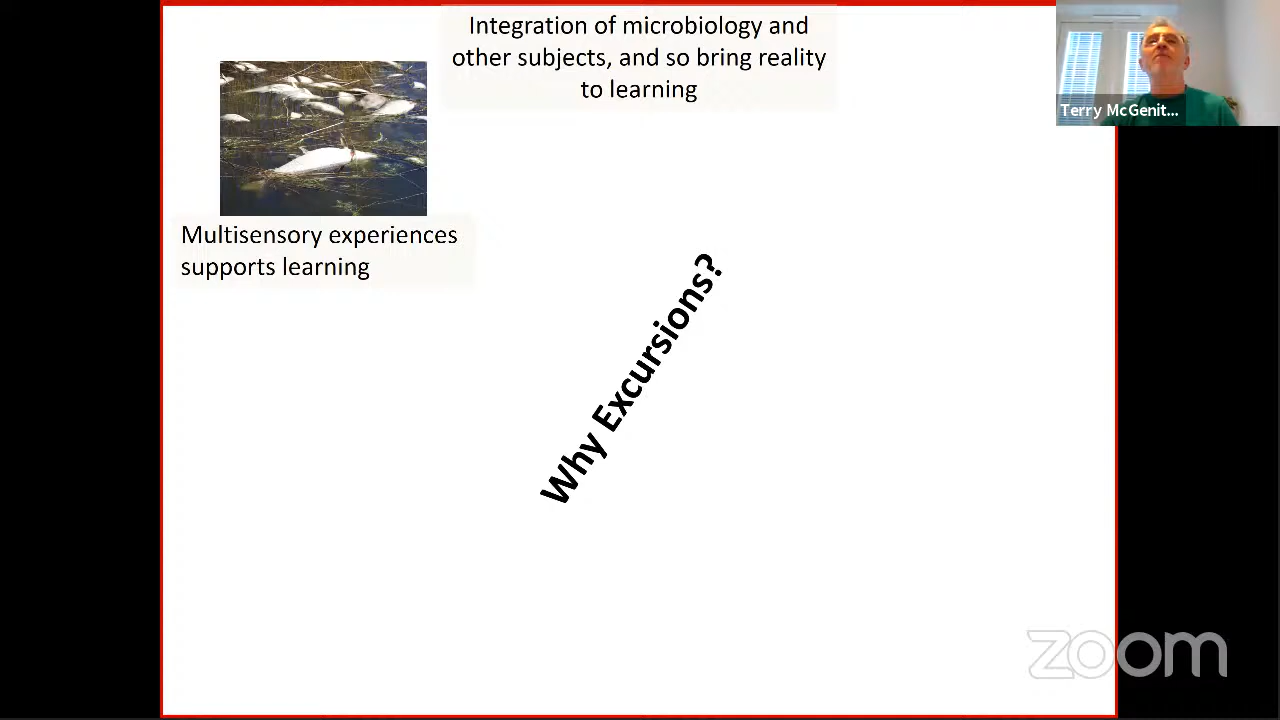 Integration of microbiology and
other subjects, and so bring reality
to learning
Terry McGenit...
Multisensory experiences
supports learning
Why Excursions?
zoom